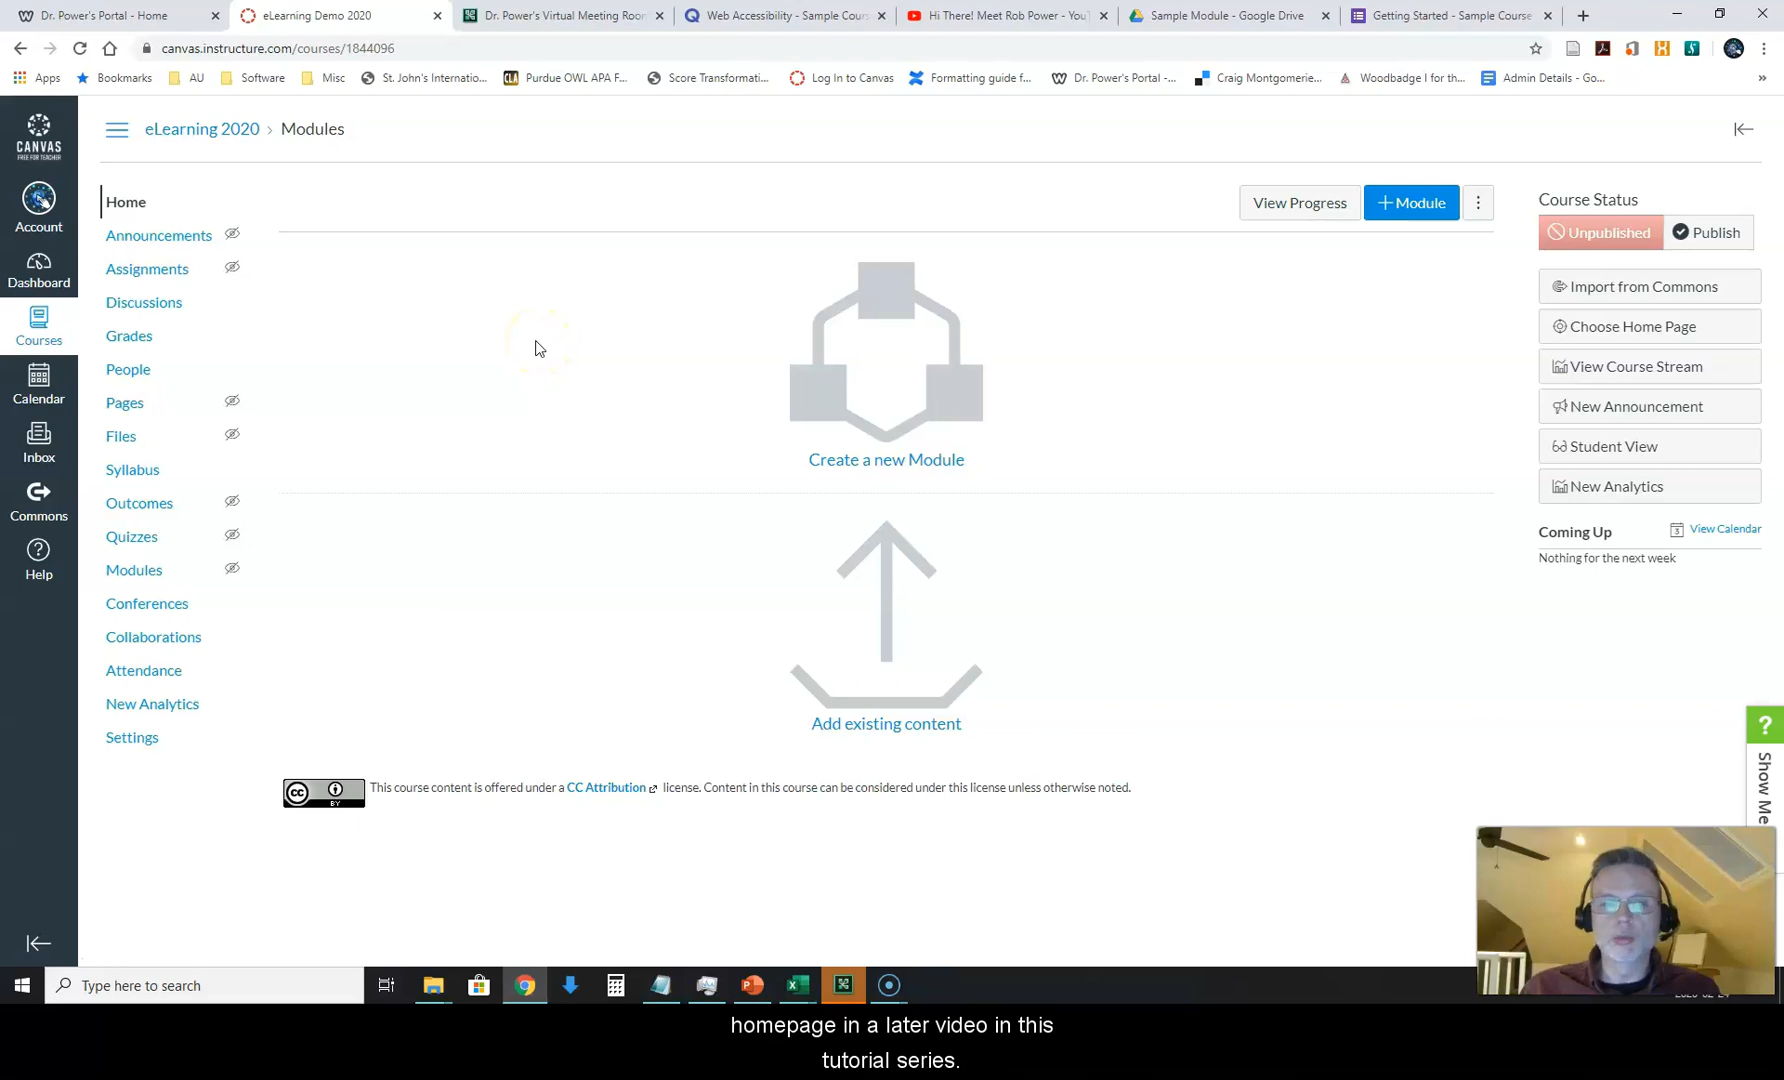 Dr. Power's Portal - Home
eLearning Demo 2020
Dr. Power's Virtual Meeting Room
Web Accessibility - Sample Cours
Hi There! Meet Rob Power - You
Sample Module - Google Drive
Getting Started - Sample Course
canvas.instructure.com/courses/1844096
Apps
Bookmarks
AU
Software
Misc
St. John's Internatio...
Purdue OWL APA F...
Score Transformati...
Log In to Canvas
Formatting guide f...
Dr. Power's Portal -...
Craig Montgomerie...
Woodbadge I for th...
Admin Details - Go...
CANVAS
FREE FOR TEACHER
Account
Dashboard
Courses
Calendar
Inbox
Commons
Help
eLearning 2020 › Modules
Home
Announcements
Assignments
Discussions
Grades
People
Pages
Files
Syllabus
Outcomes
Quizzes
Modules
Conferences
Collaborations
Attendance
New Analytics
Settings
View Progress
+ Module
Create a new Module
Add existing content
CC BY
This course content is offered under a CC Attribution license. Content in this course can be considered under this license unless otherwise noted.
Course Status
Unpublished
Publish
Import from Commons
Choose Home Page
View Course Stream
New Announcement
Student View
New Analytics
Coming Up
3 View Calendar
Nothing for the next week
? Show Me
Type here to search
homepage in a later video in this
tutorial series.